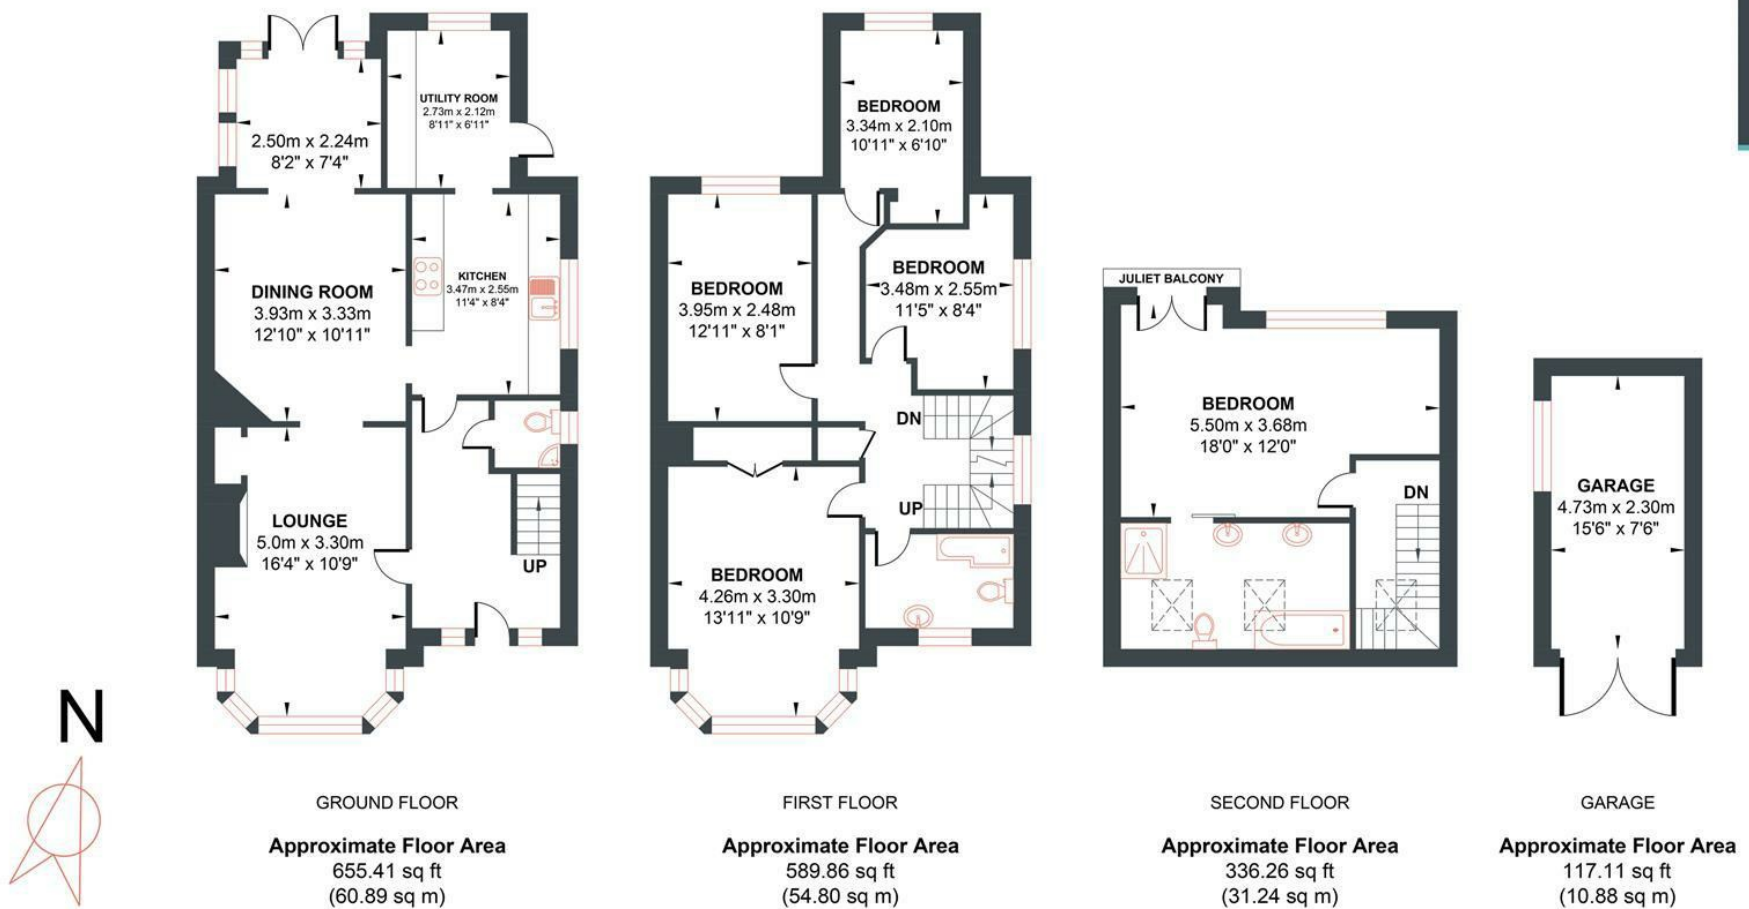 UTILITY ROOM
2.73m x 2.12m
8'11" x 6'11"
2.50m x 2.24m
8'2" x 7'4"
DINING ROOM
3.93m x 3.33m
12'10" x 10'11"
KITCHEN
3.47m x 2.55m
11'4" x 8'4"
LOUNGE
5.0m x 3.30m
16'4" x 10'9"
UP
BEDROOM
3.34m x 2.10m
10'11" x 6'10"
BEDROOM
3.95m x 2.48m
12'11" x 8'1"
BEDROOM
3.48m x 2.55m
11'5" x 8'4"
DN
UP
BEDROOM
4.26m x 3.30m
13'11" x 10'9"
JULIET BALCONY
BEDROOM
5.50m x 3.68m
18'0" x 12'0"
DN
GARAGE
4.73m x 2.30m
15'6" x 7'6"
N
GROUND FLOOR
Approximate Floor Area
655.41 sq ft
(60.89 sq m)
FIRST FLOOR
Approximate Floor Area
589.86 sq ft
(54.80 sq m)
SECOND FLOOR
Approximate Floor Area
336.26 sq ft
(31.24 sq m)
GARAGE
Approximate Floor Area
117.11 sq ft
(10.88 sq m)